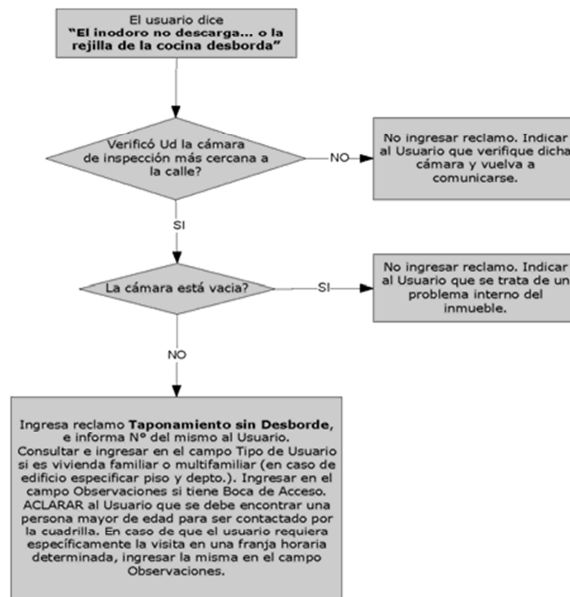 El usuario dice
"El inodoro no descarga... o la
rejilla de la cocina desborda"
Verificó Ud la cámara
de inspección más cercana a
la calle?
NO
No ingresar reclamo. Indicar
al Usuario que verifique dicha
cámara y vuelva a
comunicarse.
SI
La cámara está vacia?
SI
No ingresar reclamo. Indicar
al Usuario que se trata de un
problema interno del
inmueble.
NO
Ingresa reclamo Taponamiento sin Desborde,
e informa N° del mismo al Usuario.
Consultar e ingresar en el campo Tipo de Usuario
si es vivienda familiar o multifamiliar (en caso de
edificio especificar piso y depto.). Ingresar en el
campo Observaciones si tiene Boca de Acceso.
ACLARAR al Usuario que se debe encontrar una
persona mayor de edad para ser contactado por
la cuadrilla. En caso de que el usuario requiera
específicamente la visita en una franja horaria
determinada, ingresar la misma en el campo
Observaciones.